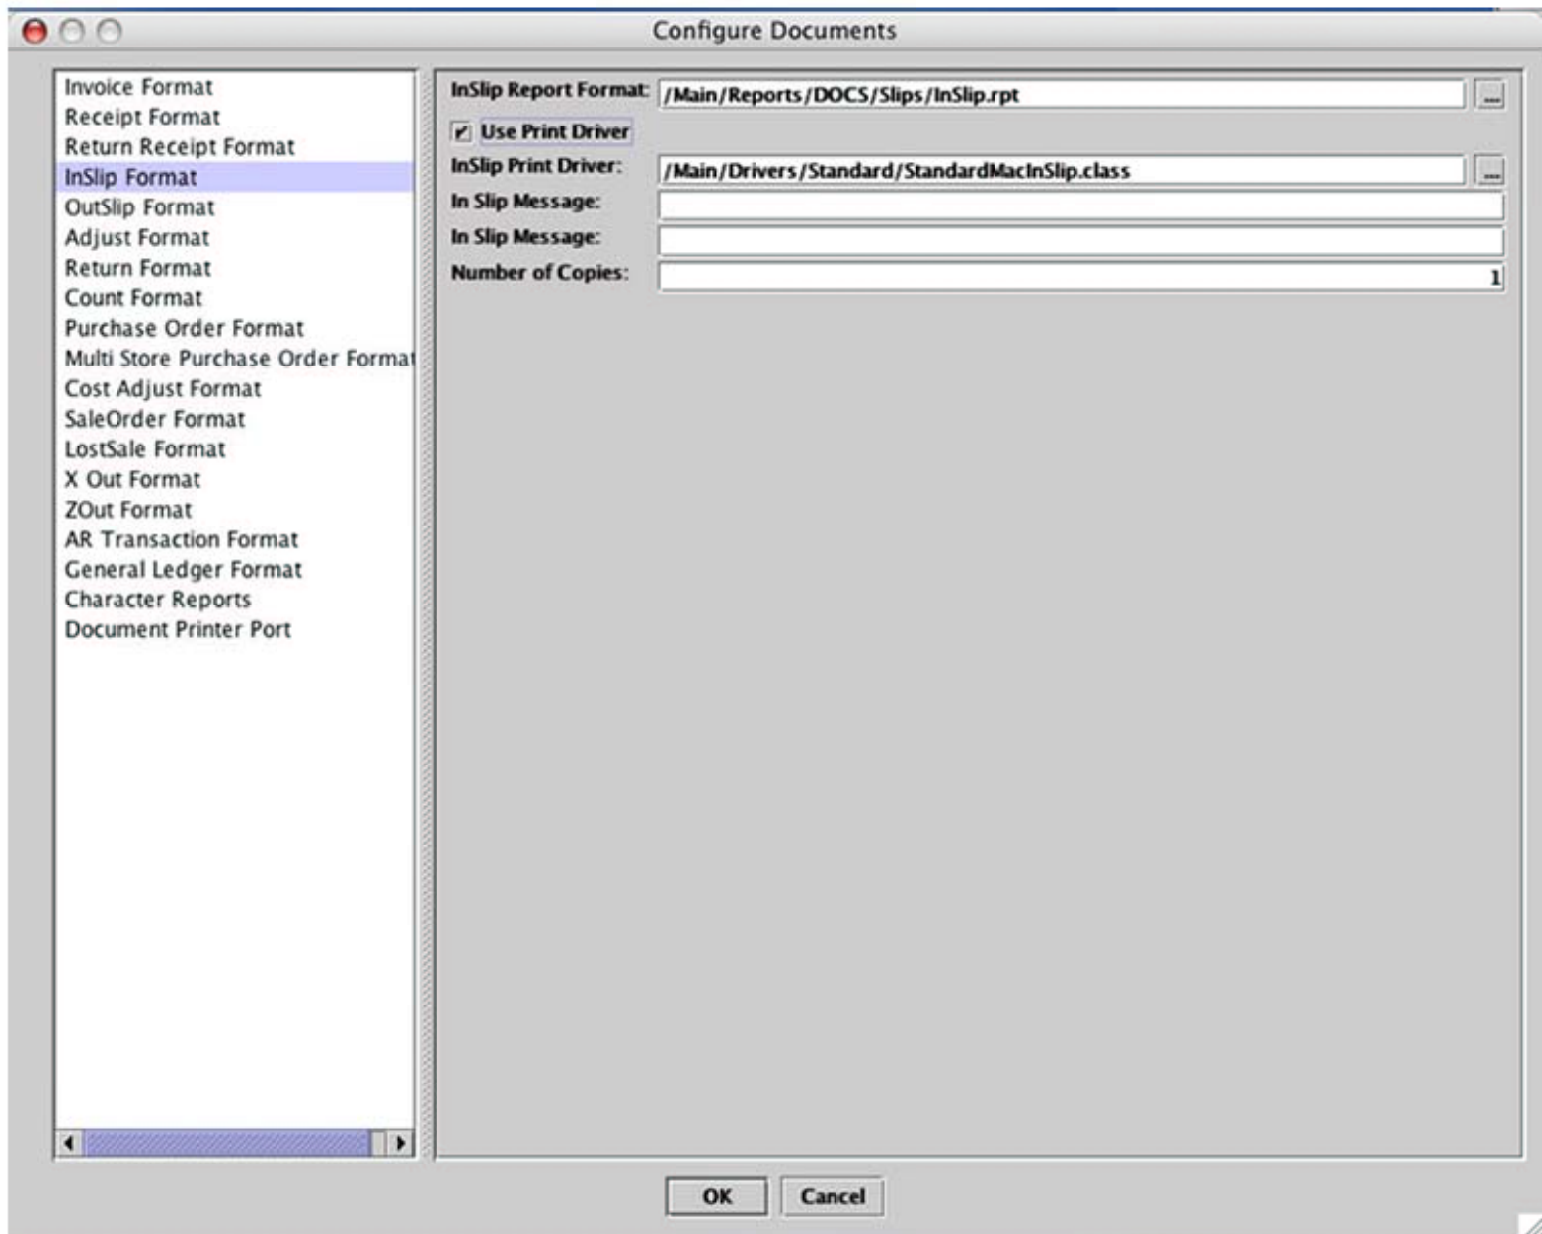 Configure Documents
Invoice Format
Receipt Format
Return Receipt Format
InSlip Format
OutSlip Format
Adjust Format
Return Format
Count Format
Purchase Order Format
Multi Store Purchase Order Format
Cost Adjust Format
SaleOrder Format
LostSale Format
X Out Format
ZOut Format
AR Transaction Format
General Ledger Format
Character Reports
Document Printer Port
InSlip Report Format: /Main/Reports/DOCS/Slips/InSlip.rpt ...
Use Print Driver
InSlip Print Driver: /Main/Drivers/Standard/StandardMacInSlip.class ...
In Slip Message:
In Slip Message:
Number of Copies: 1
OK Cancel